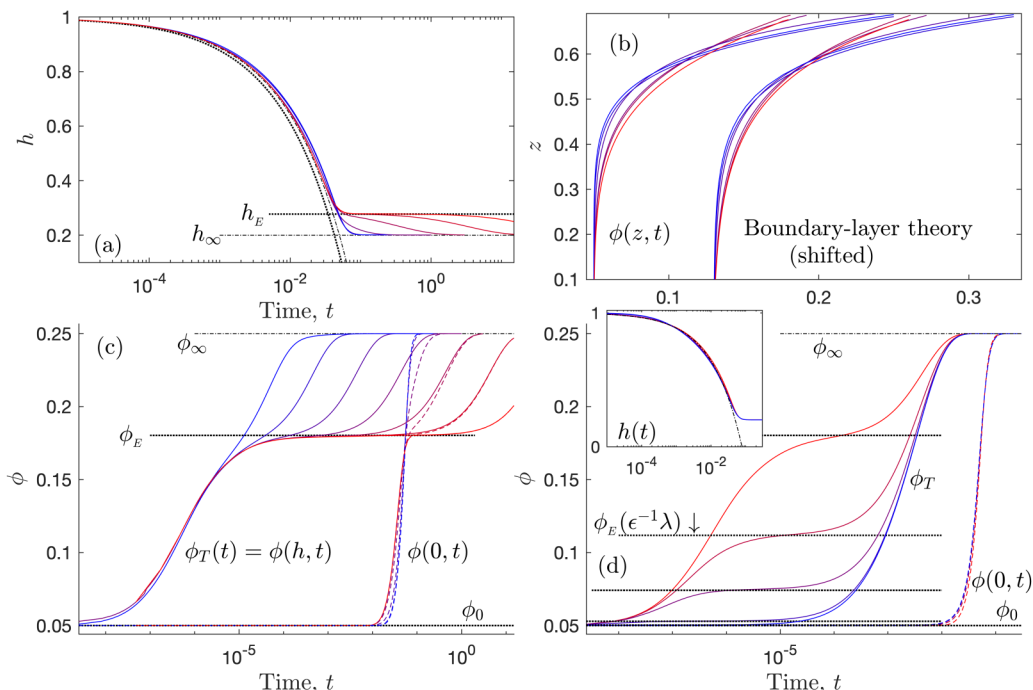 1
0.8
0.6
0.4
0.2
h
h_E
h_∞
(a)
10^-4
10^-2
10^0
Time, t
(b)
0.6
0.5
0.4
0.3
0.2
0.1
z
ϕ(z, t)
Boundary-layer theory
(shifted)
0.1
0.2
0.3
(c)
0.25
0.2
0.15
0.1
0.05
ϕ
ϕ_∞
ϕ_E
ϕ_T(t) = ϕ(h, t)
ϕ(0, t)
ϕ_0
10^-5
10^0
Time, t
1
0
h(t)
10^-4
10^-2
0.25
0.2
0.15
0.1
0.05
ϕ
ϕ_∞
ϕ_T
ϕ_E(ϵ^-1λ) ↓
(d)
ϕ(0, t)
ϕ_0
10^-5
Time, t